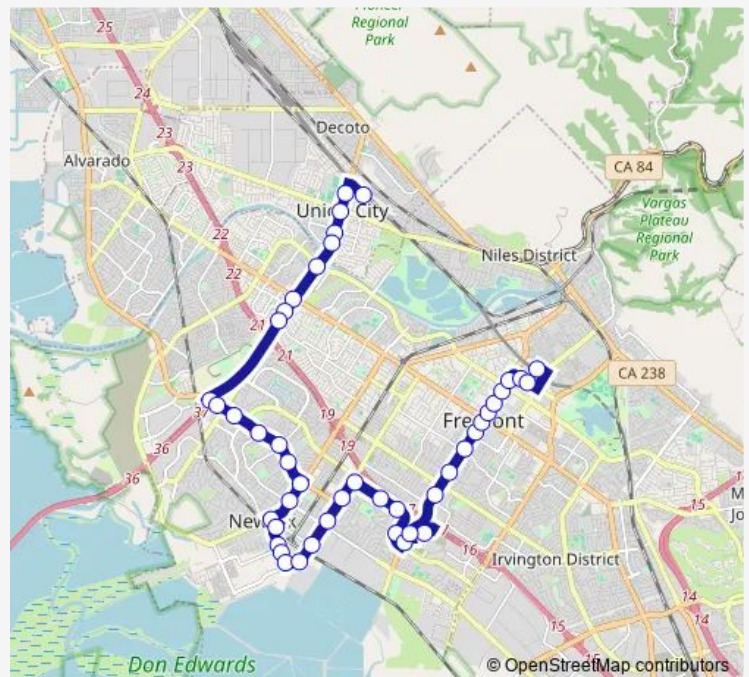 Pioneer
Regional
Park
25
24
Decoto
23
Alvarado
23
CA 84
Vargas
Plateau
Regional
Park
Union City
22
Niles District
22
21
21
CA 238
37
36
19
Fremont
36
19
Newark
16
Irvington District
14
14
15
15
Don Edwards
© OpenStreetMap contributors